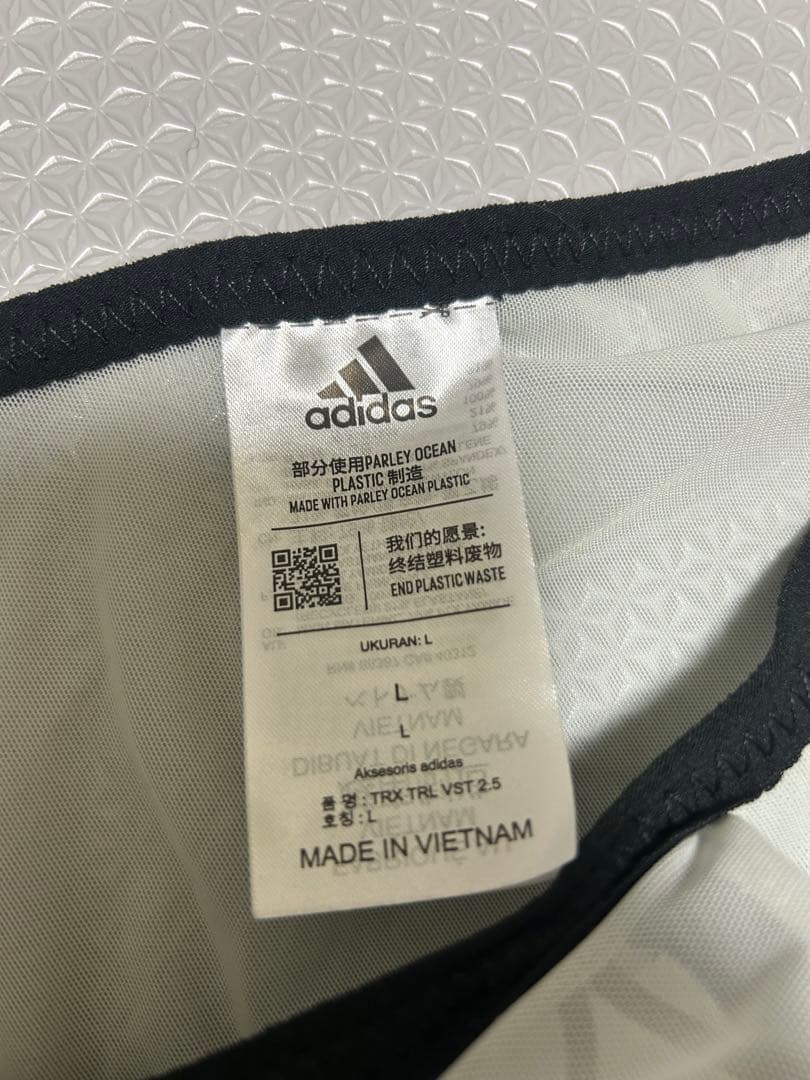 adidas
部分使用PARLEY OCEAN
PLASTIC 制造
MADE WITH PARLEY OCEAN PLASTIC
我们的愿景:
终结塑料废物
END PLASTIC WASTE
UKURAN: L
L
L
Aksesoris adidas
품 명 : TRX TRL VST 2.5
호칭 : L
MADE IN VIETNAM